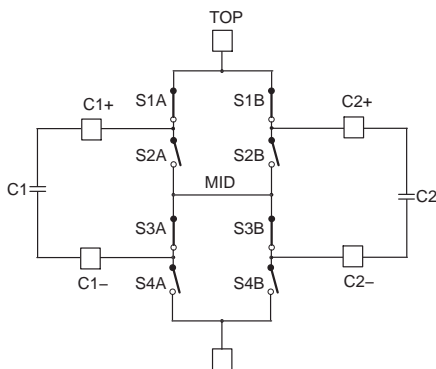 TOP
C1+
S1A
S1B
C2+
S2A
S2B
C1
MID
C2
S3A
S3B
C1–
S4A
S4B
C2–